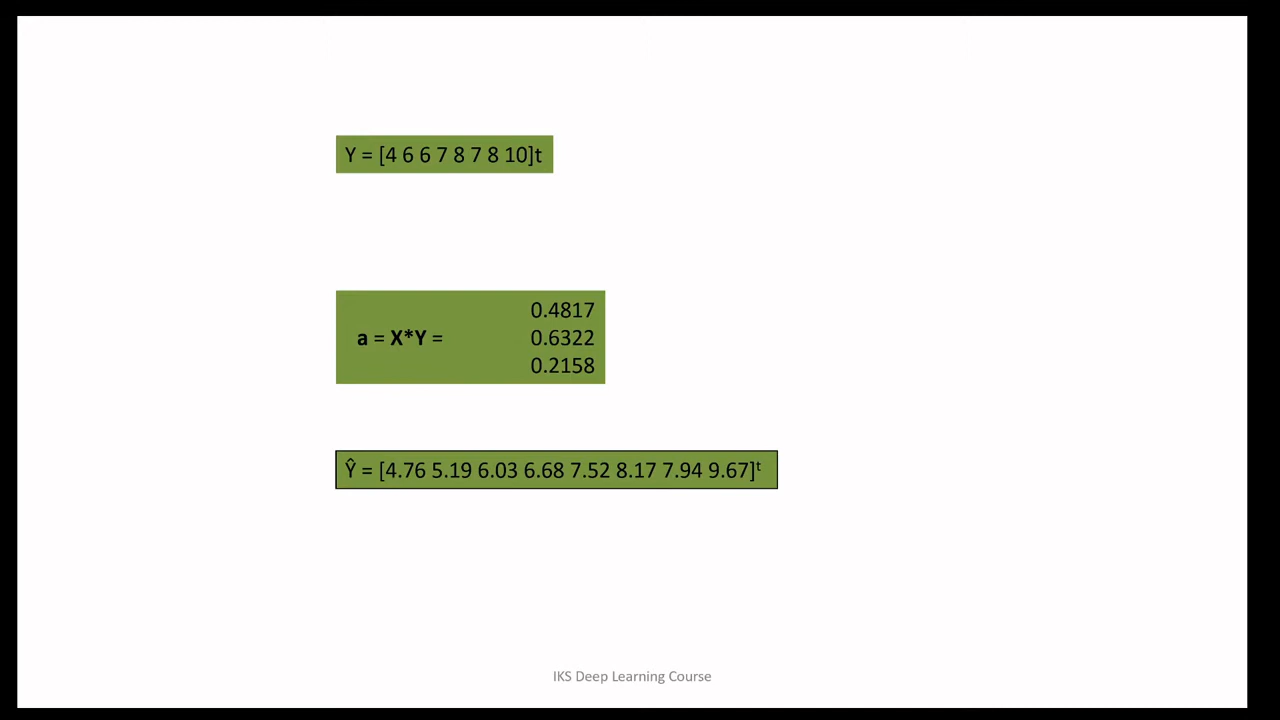 Y = [4 6 6 7 8 7 8 10]t
0.4817
a = X*Y = 0.6322
0.2158
Ŷ = [4.76 5.19 6.03 6.68 7.52 8.17 7.94 9.67]ᵗ
IKS Deep Learning Course